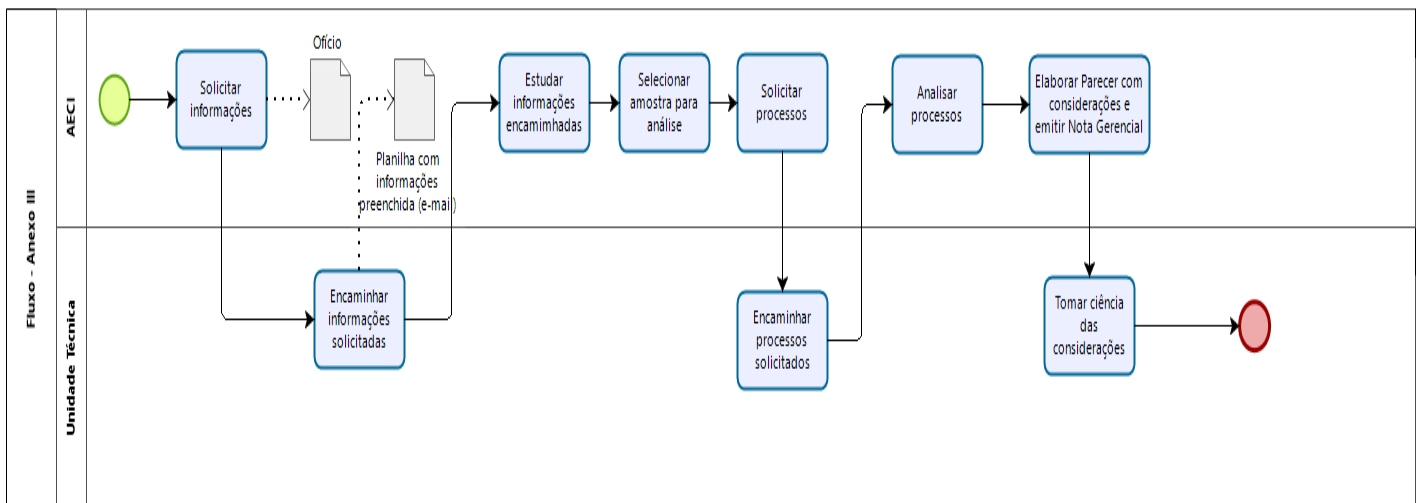 Fluxo - Anexo III
AECI
Solicitar
informações
Ofício
Planilha com
informações
preenchida (e-mail)
Estudar
informações
encamimhadas
Selecionar
amostra para
análise
Solicitar
processos
Analisar
processos
Elaborar Parecer com
considerações e
emitir Nota Gerencial
Unidade Técnica
Encaminhar
informações
solicitadas
Encaminhar
processos
solicitados
Tomar ciência
das
considerações